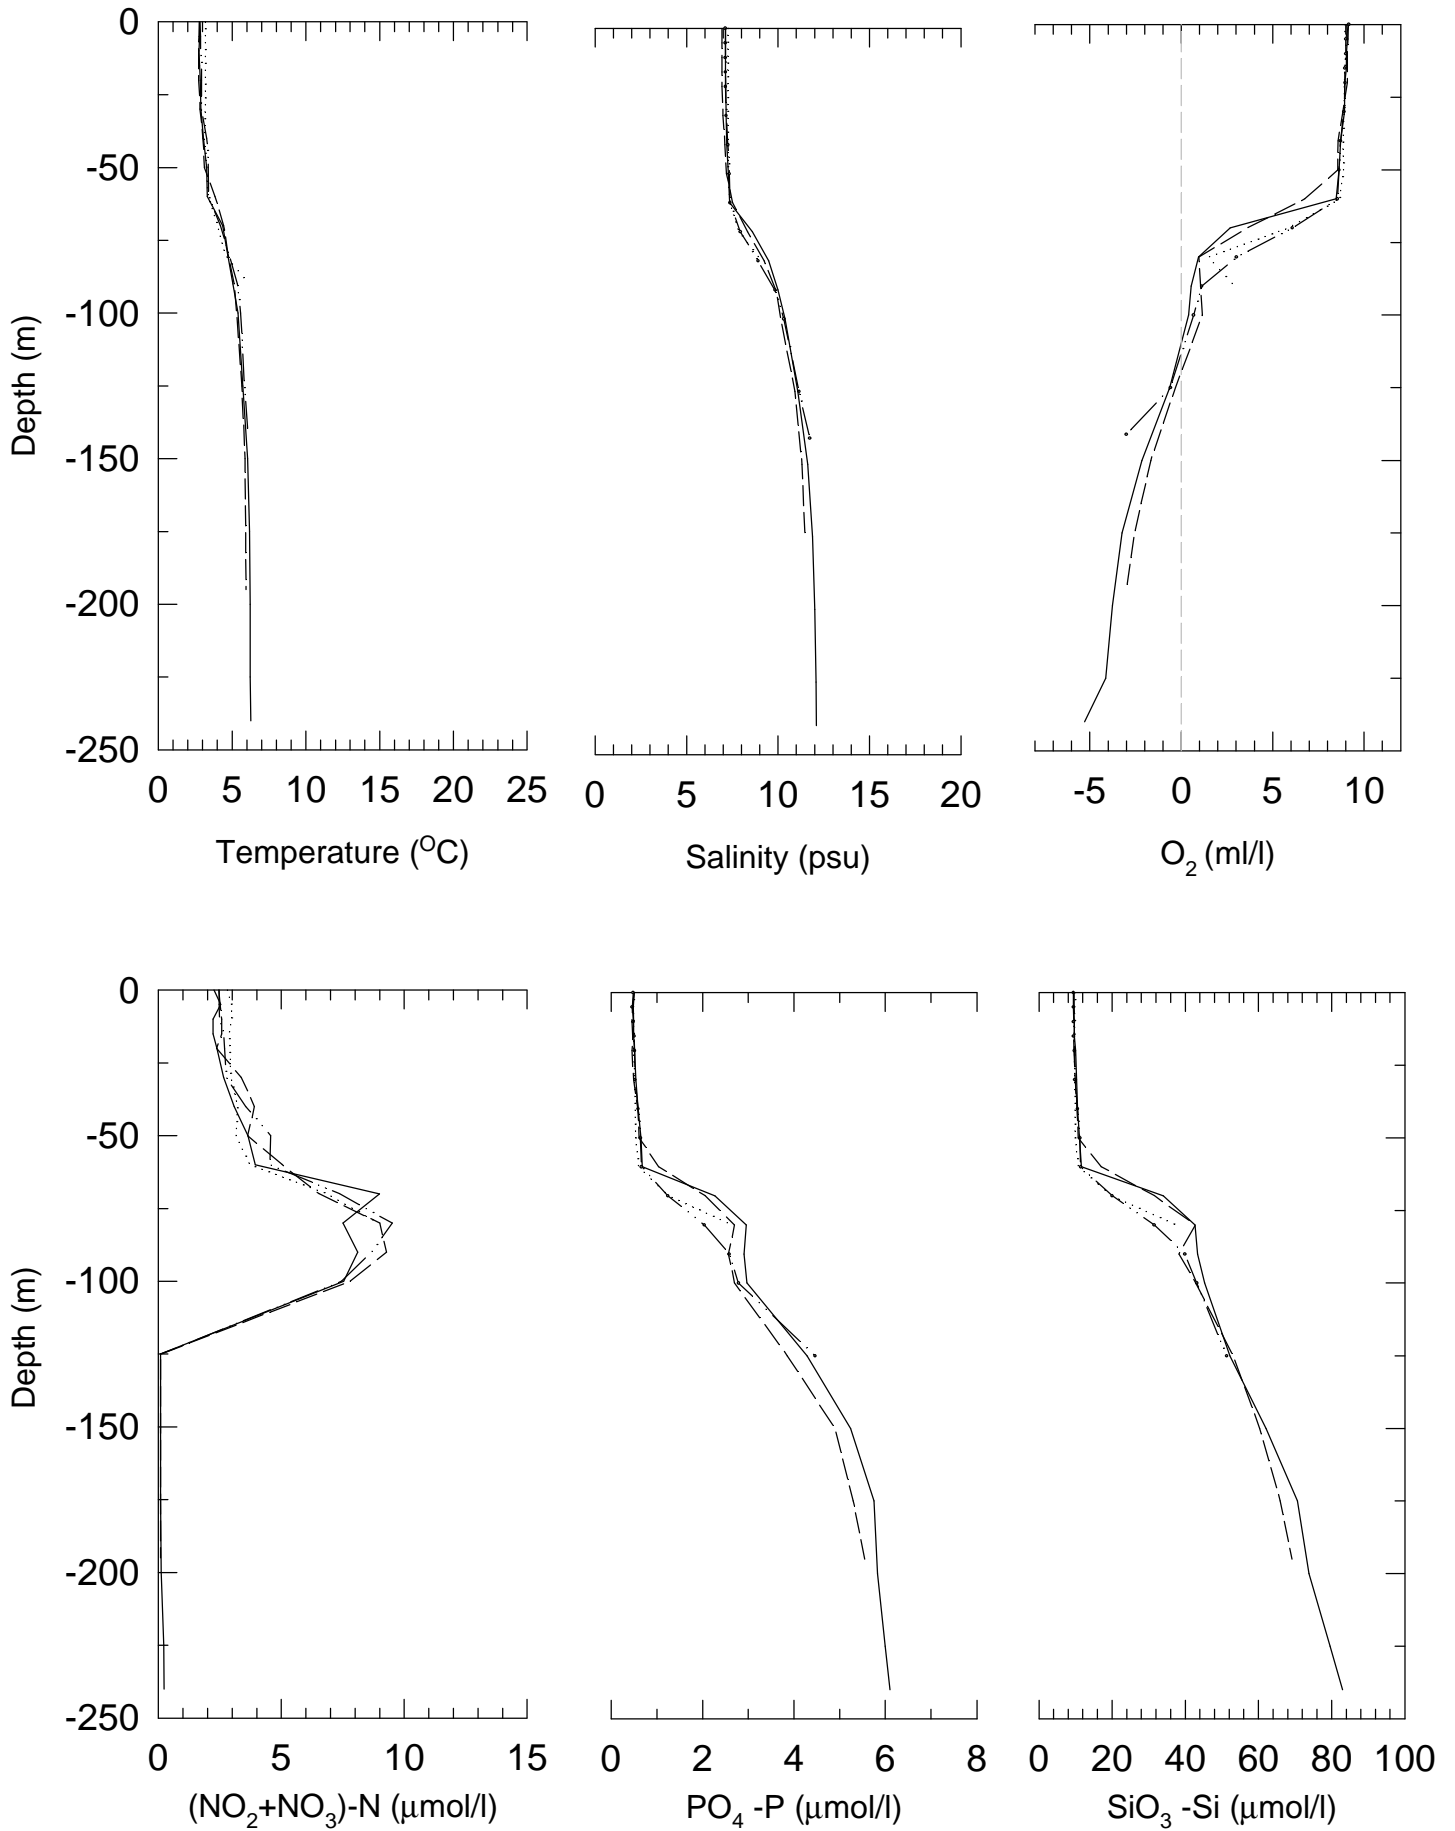 0
-50
-100
-150
-200
-250
Depth (m)
0 5 10 15 20 25
Temperature (ᴼC)
0 5 10 15 20
Salinity (psu)
-5 0 5 10
O₂ (ml/l)
0
-50
-100
-150
-200
-250
Depth (m)
0 5 10 15
(NO₂+NO₃)-N (μmol/l)
0 2 4 6 8
PO₄ -P (μmol/l)
0 20 40 60 80 100
SiO₃ -Si (μmol/l)